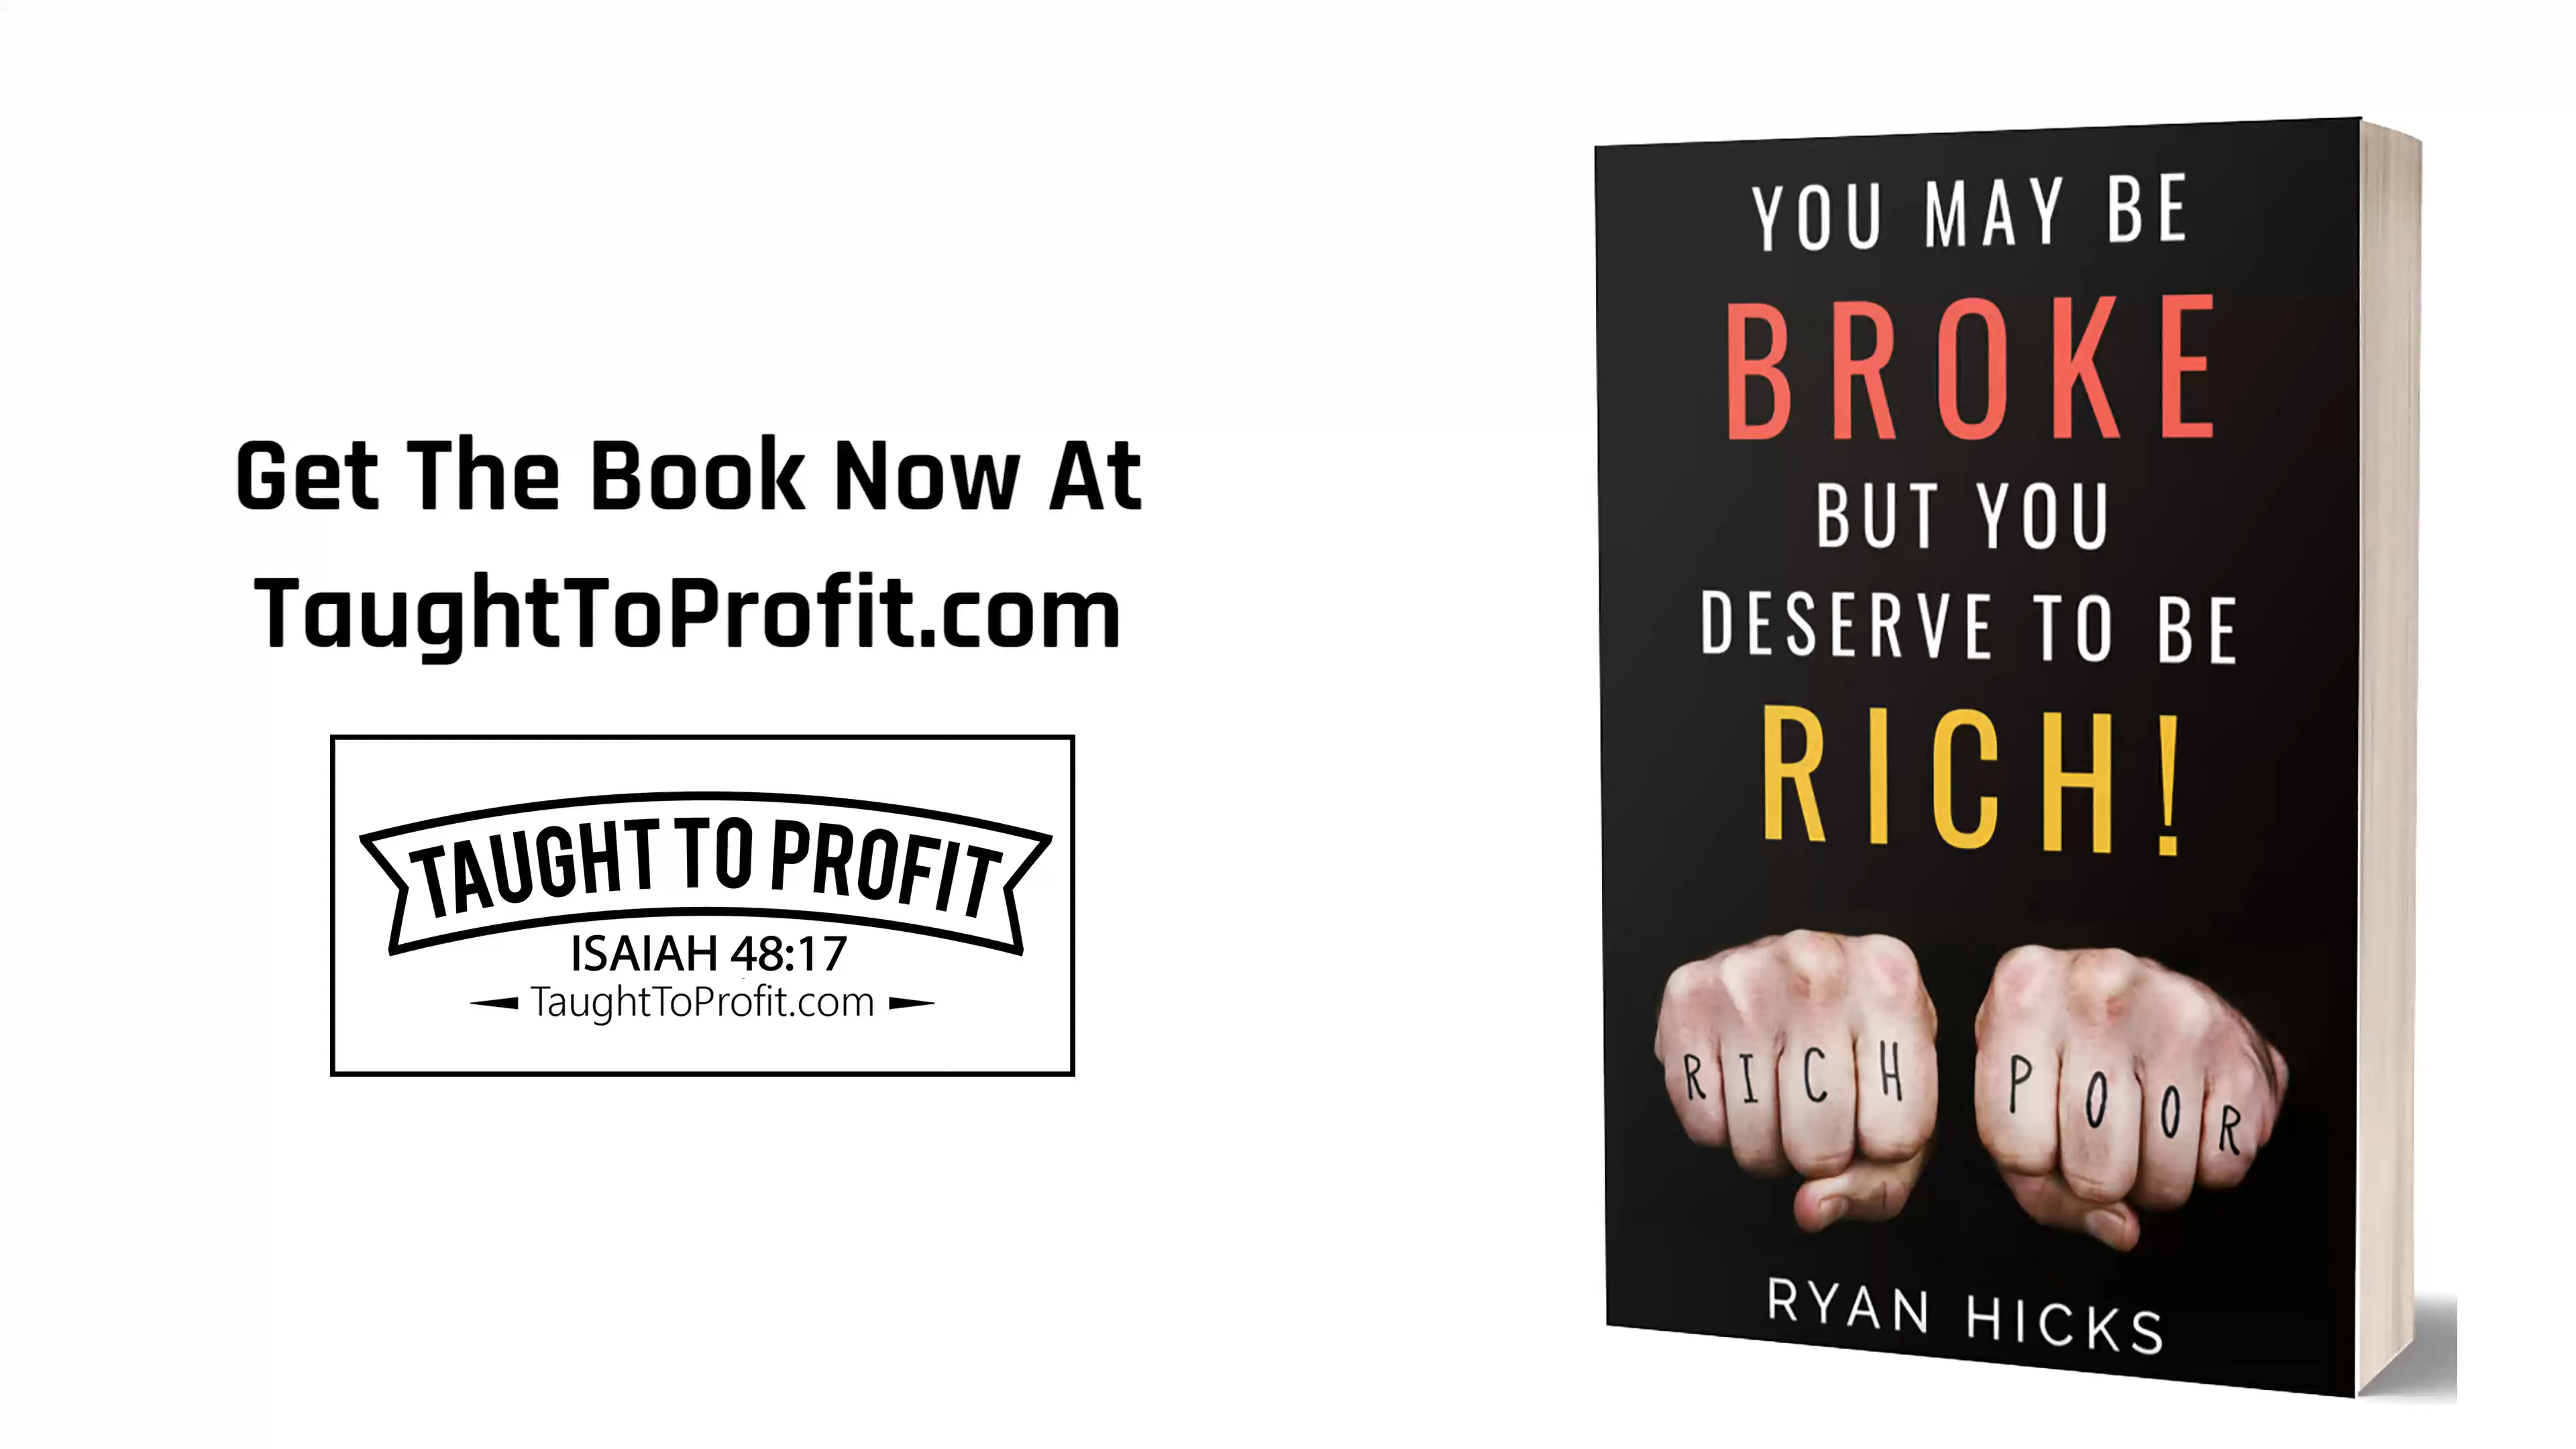 Get The Book Now At
TaughtToProfit.com
TAUGHT TO PROFIT
ISAIAH 48:17
TaughtToProfit.com
YOU MAY BE
BROKE
BUT YOU
DESERVE TO BE
RICH!
RICH POOR
RYAN HICKS